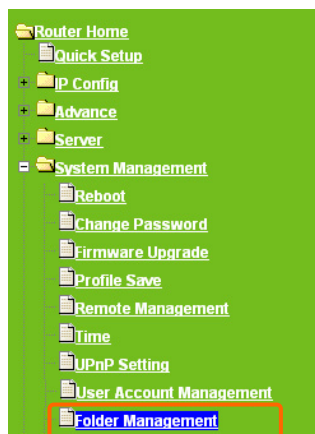 Router Home
Quick Setup
IP Config
Advance
Server
System Management
Reboot
Change Password
Firmware Upgrade
Profile Save
Remote Management
Time
UPnP Setting
User Account Management
Folder Management